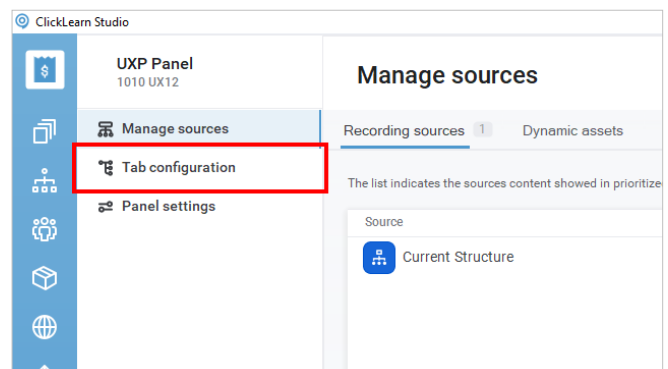 ClickLearn Studio
UXP Panel
1010 UX12
Manage sources
Tab configuration
Panel settings
Manage sources
Recording sources 1 Dynamic assets
The list indicates the sources content showed in prioritize
Source
Current Structure
$